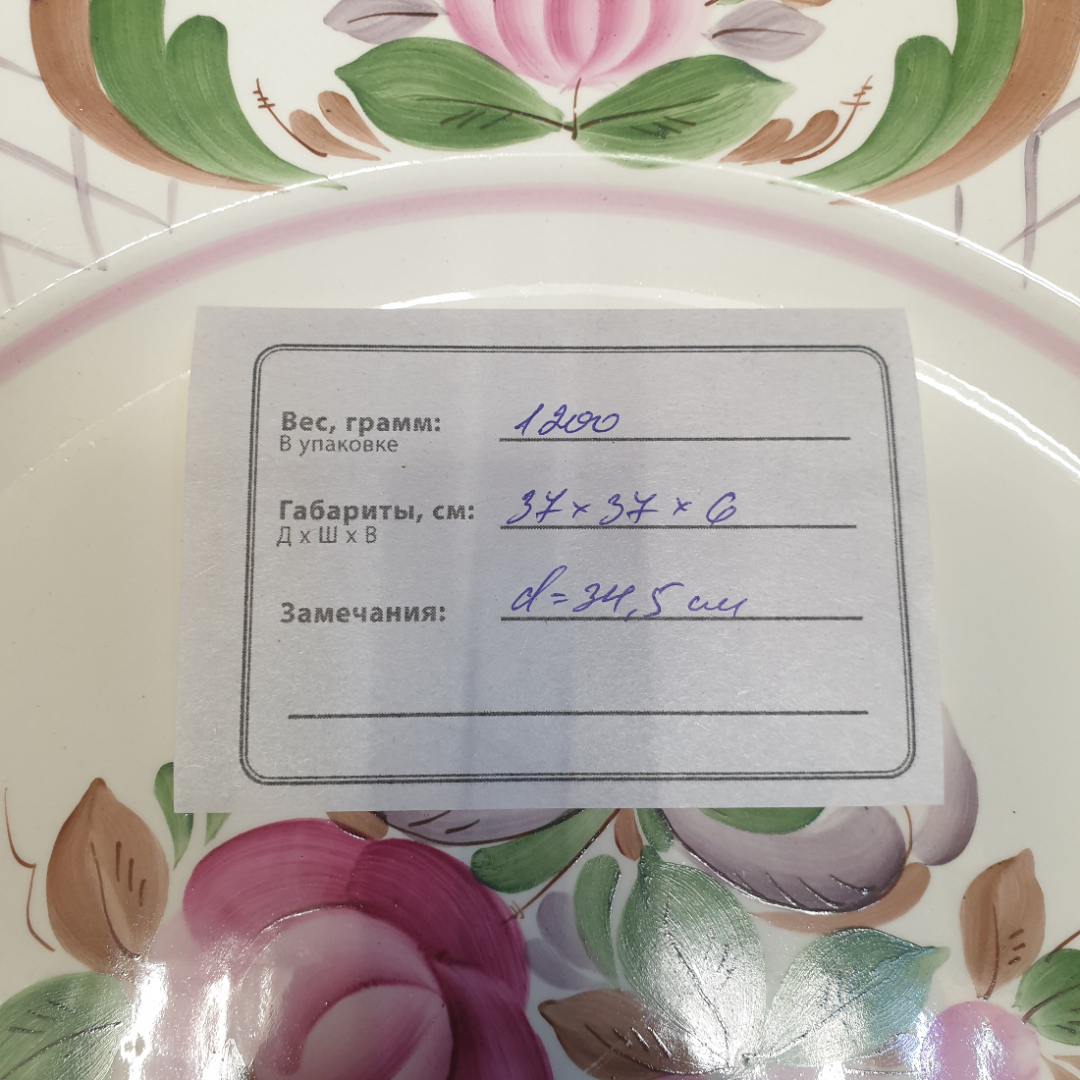 Вес, грамм: 1200
В упаковке
Габариты, см: 37 x 37 x 6
Д х Ш х В
Замечания: d=34,5 см